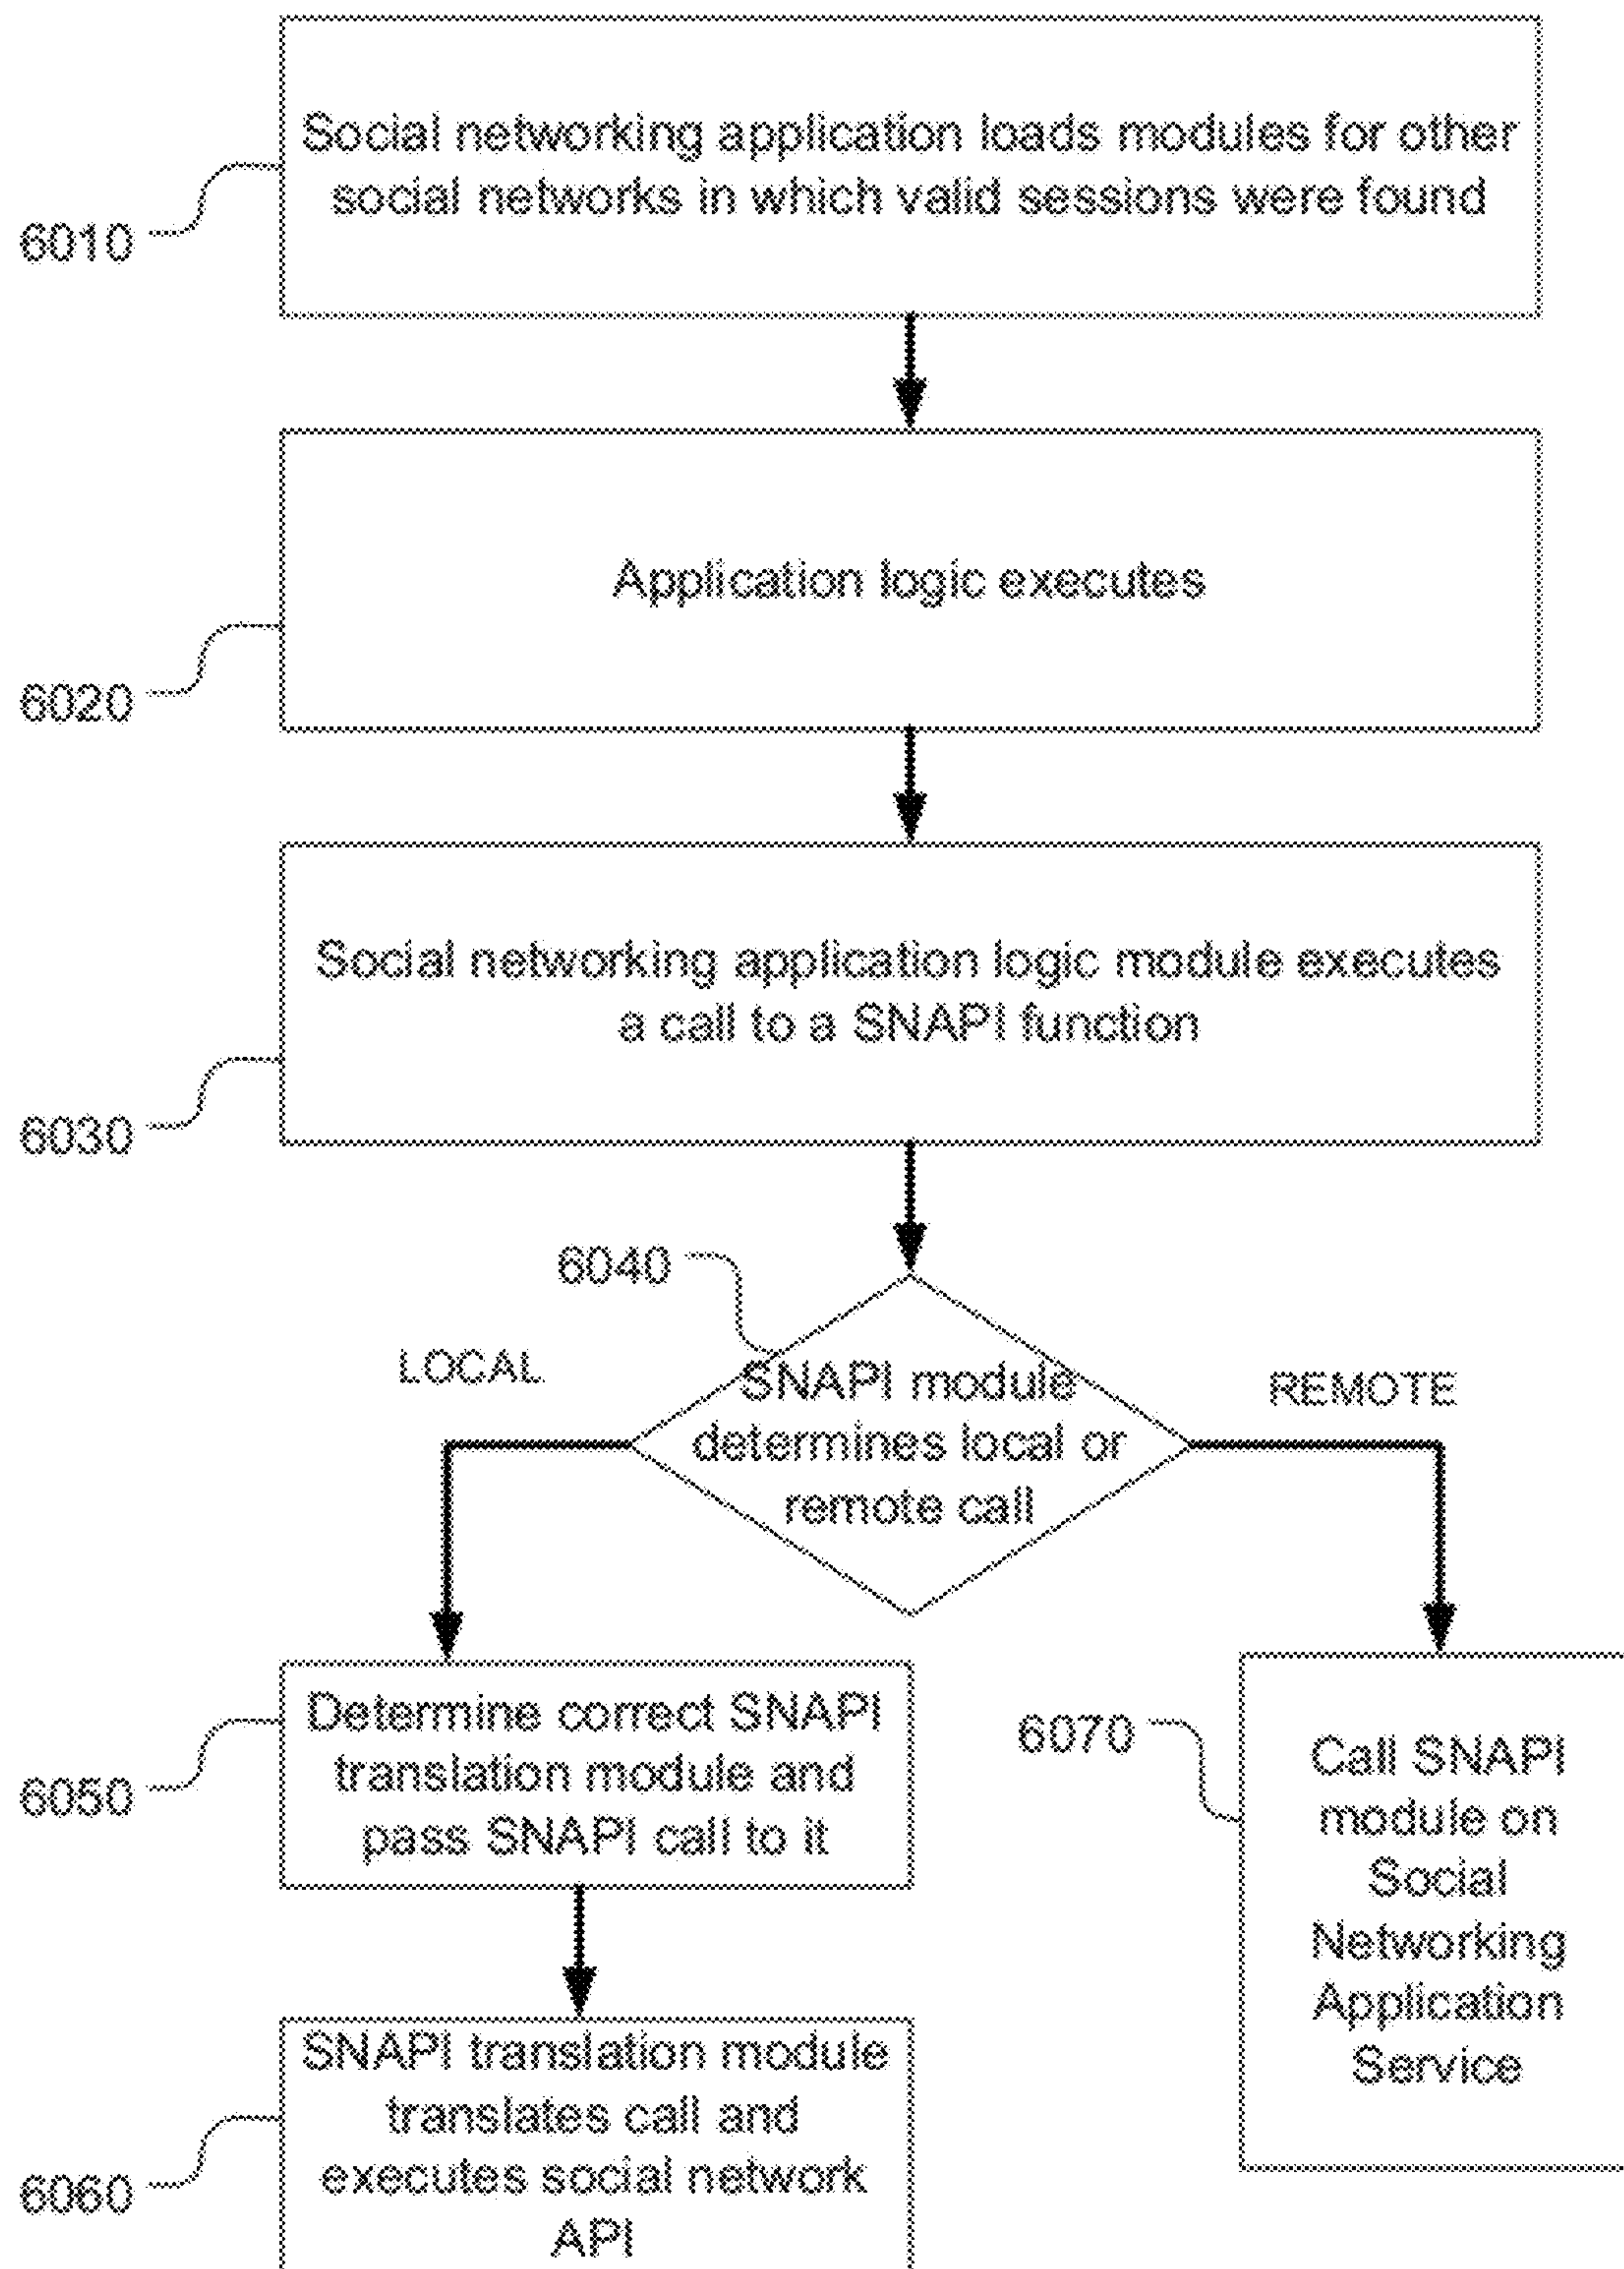 Social networking application loads modules for other
social networks in which valid sessions were found
6010
Application logic executes
6020
Social networking application logic module executes
a call to a SNAPI function
6030
6040
LOCAL
SNAPI module
determines local or
remote call
REMOTE
Determine correct SNAPI
translation module and
pass SNAPI call to it
6050
6070
Call SNAPI
module on
Social
Networking
Application
Service
SNAPI translation module
translates call and
executes social network
API
6060